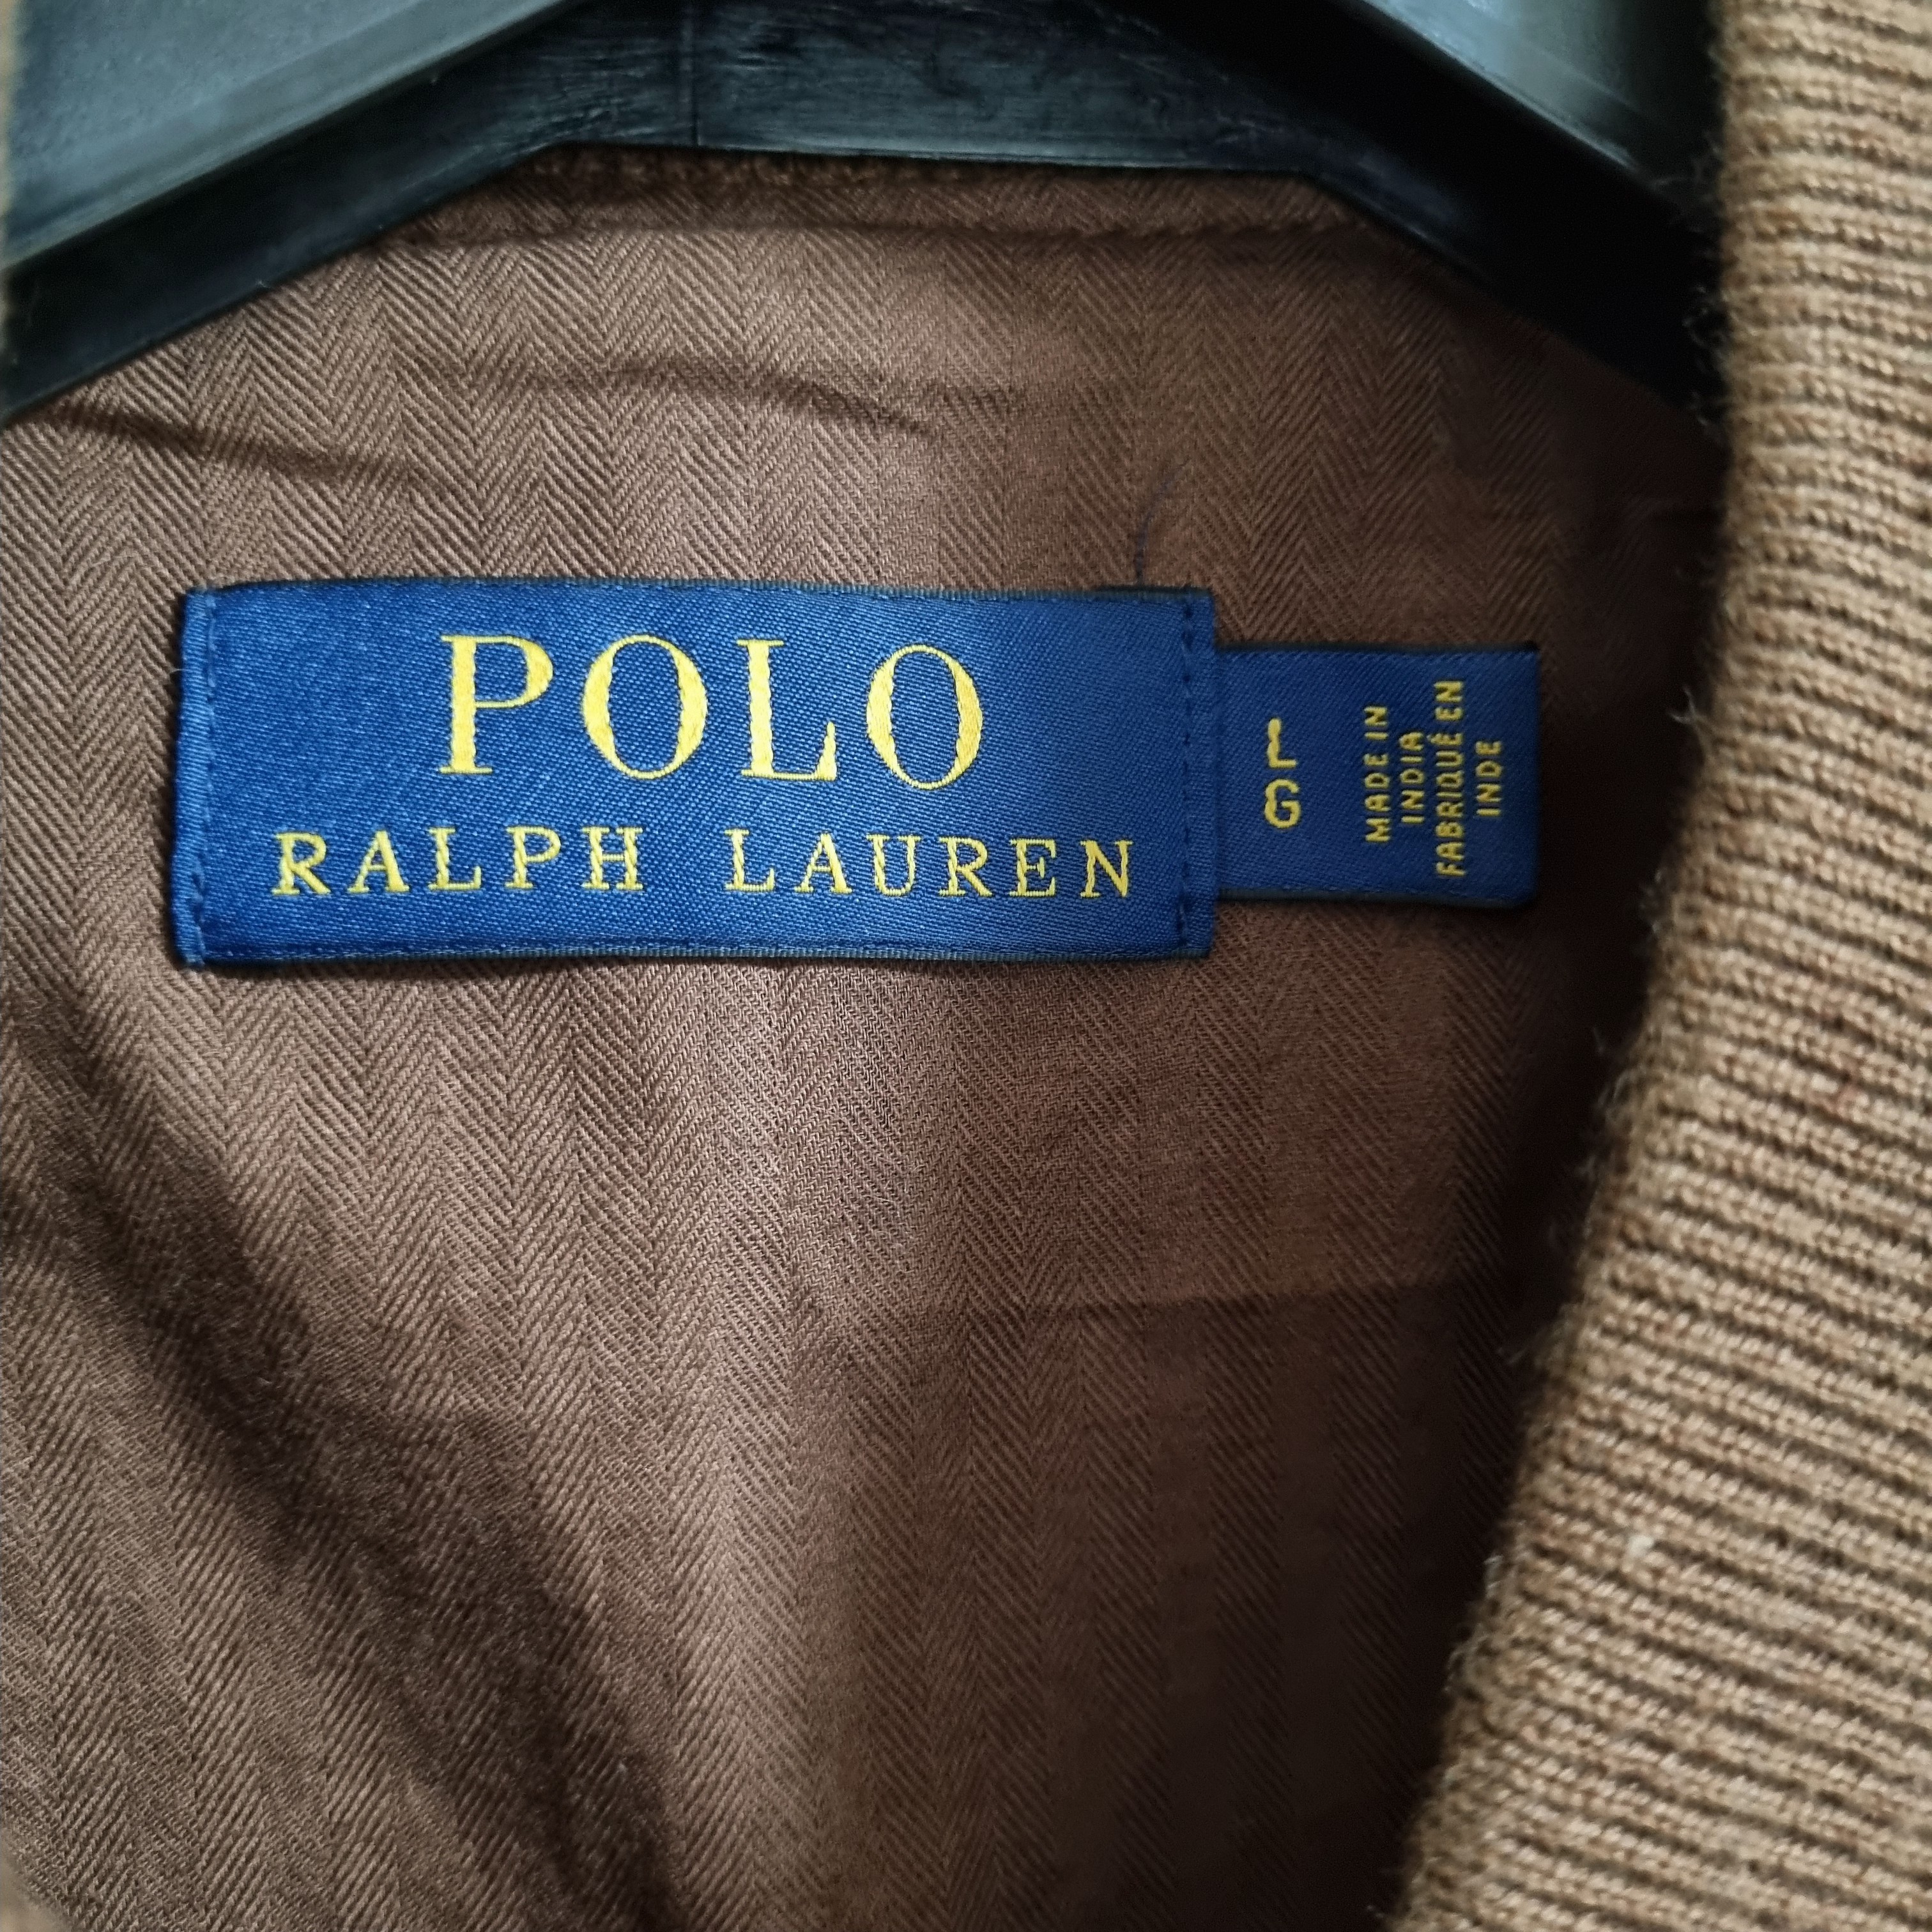 POLO
RALPH LAUREN
L
G
MADE IN
INDIA
FABRIQUÉ EN
INDE